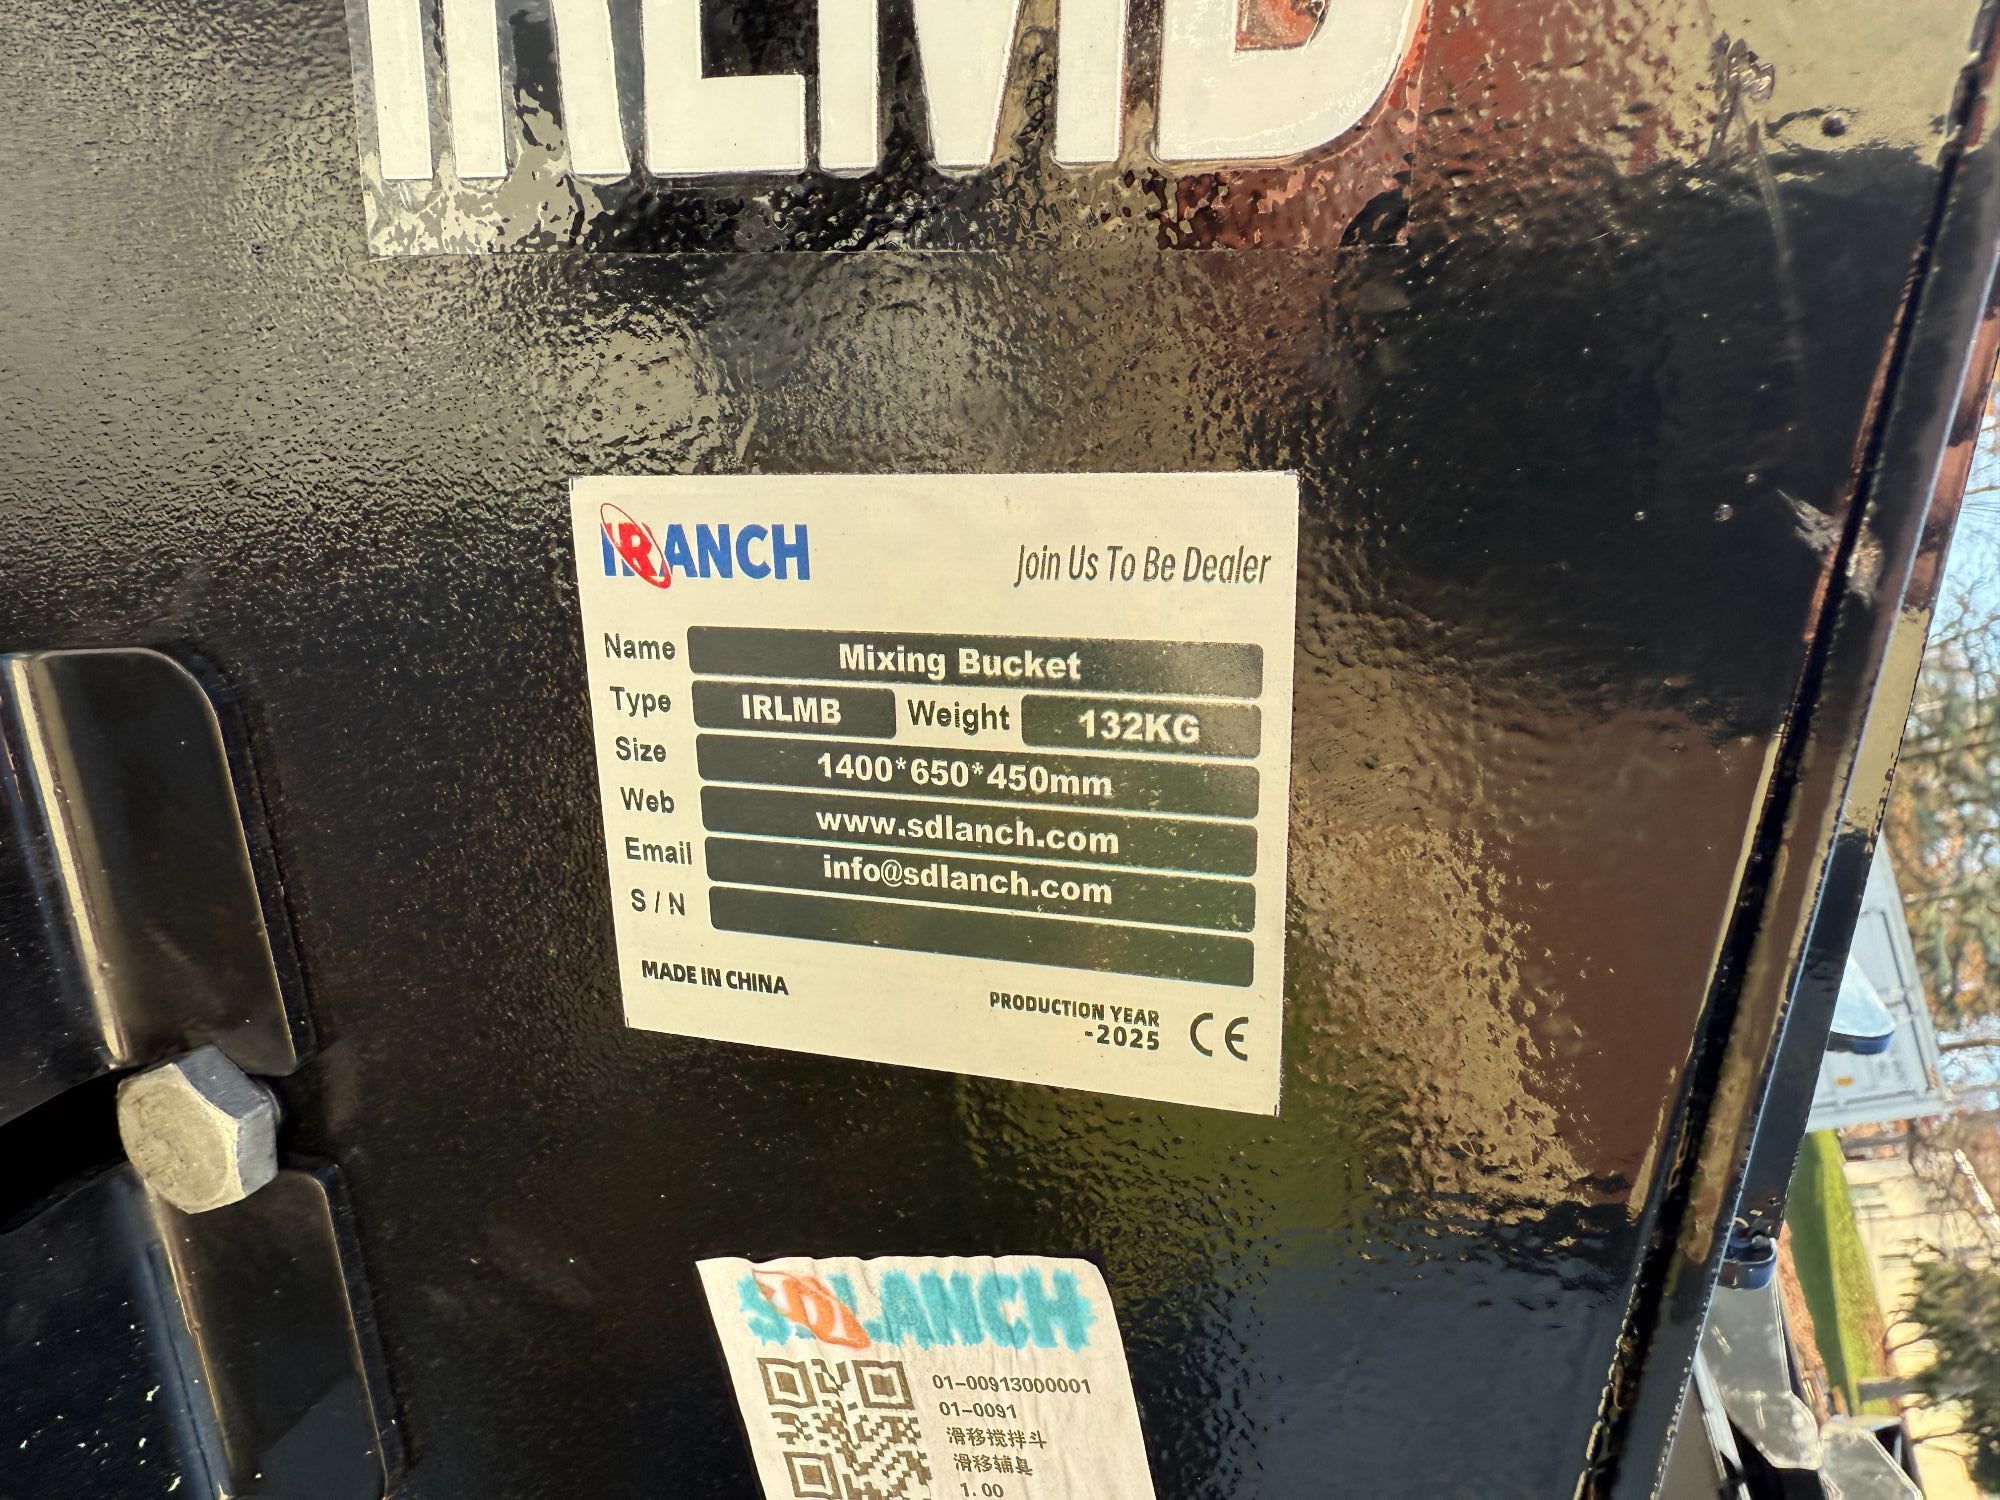 IRLMB
IRANCH
Join Us To Be Dealer
Name Mixing Bucket
Type IRLMB Weight 132KG
Size 1400*650*450mm
Web www.sdlanch.com
Email info@sdlanch.com
S / N
MADE IN CHINA
PRODUCTION YEAR
-2025 CE
SDLANCH
01-00913000001
01-0091
滑移搅拌斗
滑移辅具
1.00